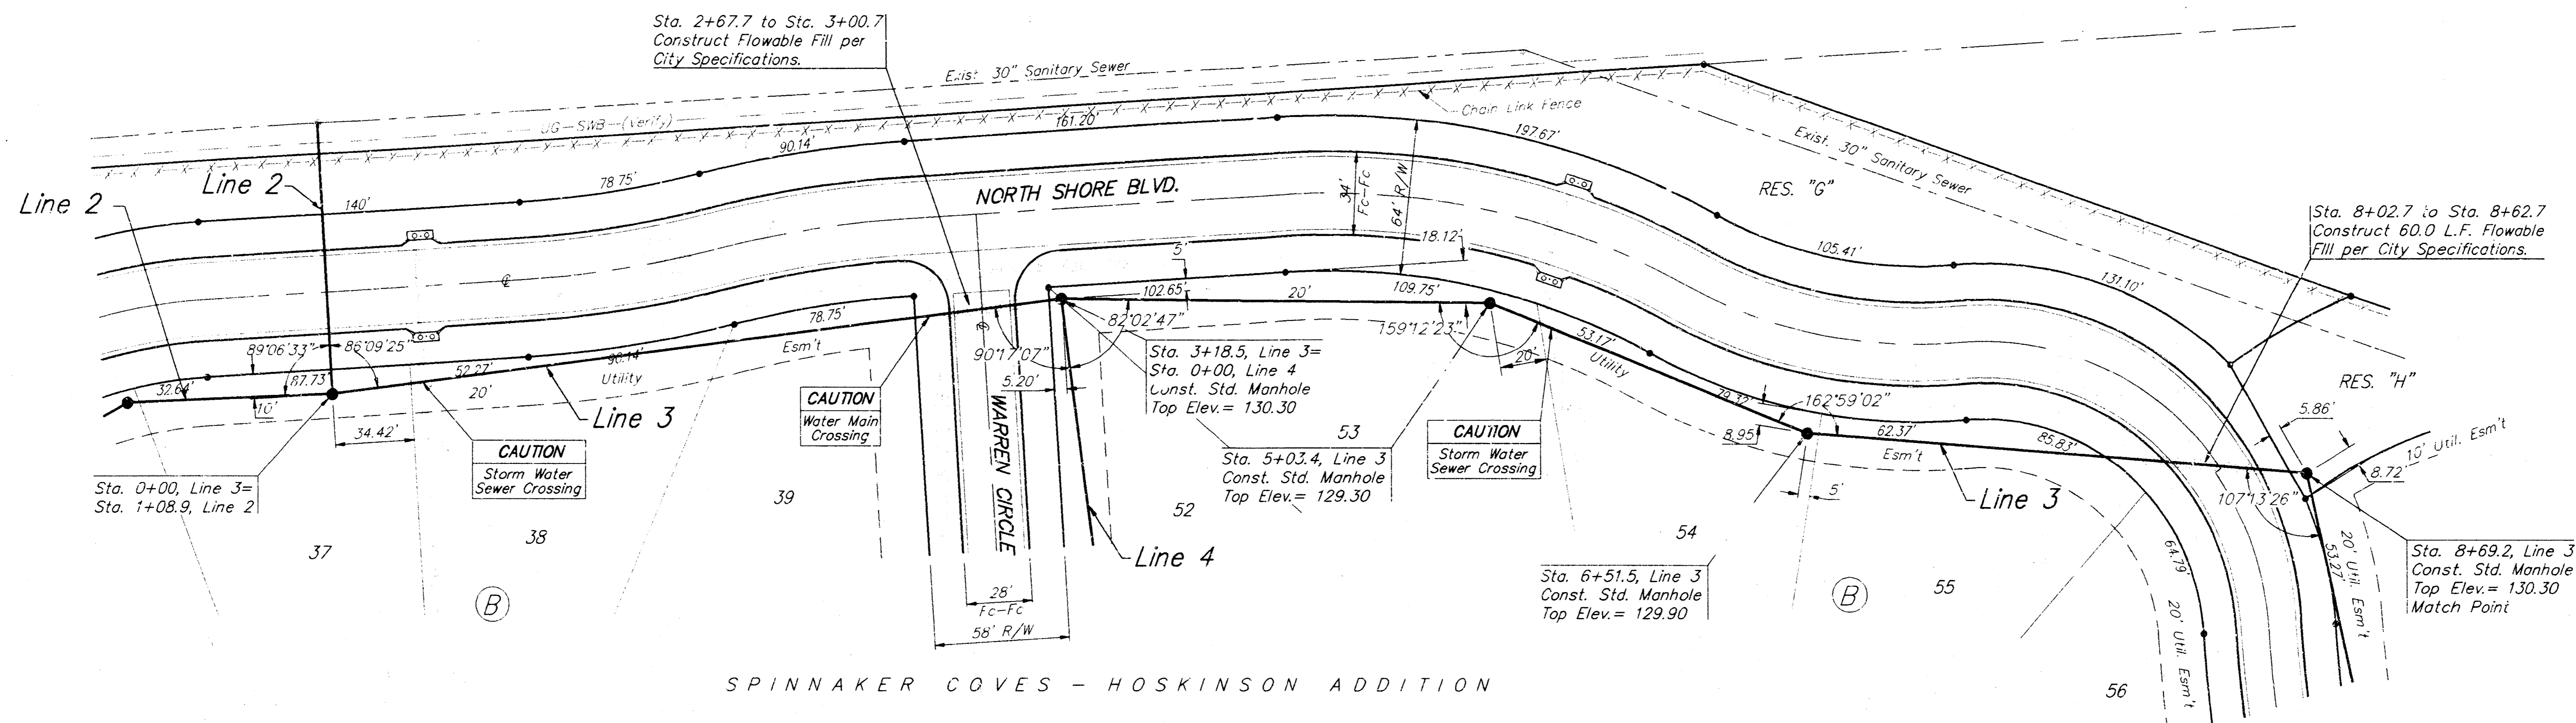 Sta. 2+67.7 to Stc. 3+00.7
Construct Flowable Fill per
City Specifications.
Exist. 30" Sanitary Sewer
UG-SWB-(Verify)
Chain Link Fence
161.20'
90.14'
197.67'
Exist. 30" Sanitary Sewer
RES. "G"
Line 2
Line 2
78.75'
140'
NORTH SHORE BLVD.
34'
Fc-Fc
64' R/W
18.12'
5'
105.41'
131.10'
Sta. 8+02.7 to Sta. 8+62.7
Construct 60.0 L.F. Flowable
FIll per City Specifications.
℄
℄
102.65'
20'
109.75'
78.75'
82°02'47"
159°12'23"
90°17'07"
53.17'
20'
Utility
89°06'33"
86°09'25"
Esm't
90.14'
52.27'
Utility
20'
87.73'
32.64'
10'
34.42'
Line 3
5.20'
CAUTION
Water Main
Crossing
Sta. 3+18.5, Line 3=
Sta. 0+00, Line 4
Const. Std. Manhole
Top Elev.= 130.30
RES. "H"
5.86'
79.32'
162°59'02"
62.37'
85.83'
8.95'
Esm't
10' Util. Esm't
8.72'
53
CAUTION
Storm Water
Sewer Crossing
CAUTION
Storm Water
Sewer Crossing
WARREN CIRCLE
Sta. 5+03.4, Line 3
Const. Std. Manhole
Top Elev.= 129.30
5'
Line 3
107°13'26"
Sta. 0+00, Line 3=
Sta. 1+08.9, Line 2
37
38
39
52
54
55
56
B
B
Line 4
28'
Fc-Fc
58' R/W
Sta. 6+51.5, Line 3
Const. Std. Manhole
Top Elev.= 129.90
64.79'
20' Util. Esm't
53.27'
20' Util. Esm't
Sta. 8+69.2, Line 3
Const. Std. Manhole
Top Elev.= 130.30
Match Point
SPINNAKER COVES - HOSKINSON ADDITION